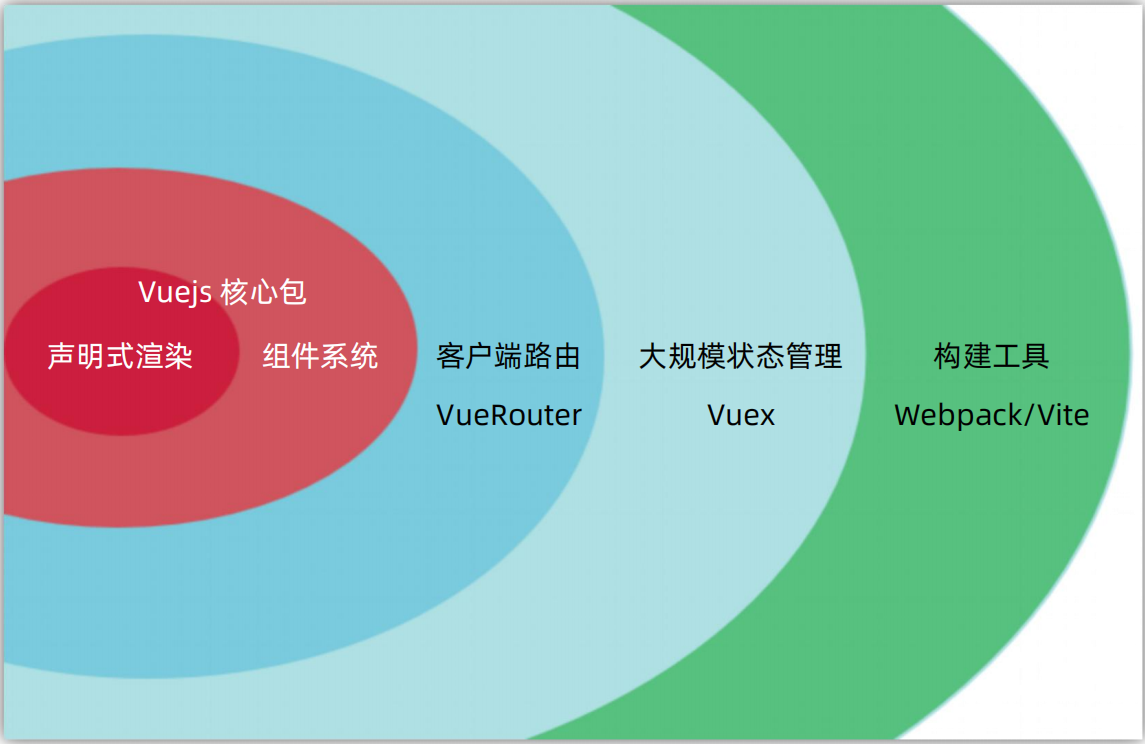 Vuejs 核心包
声明式渲染
组件系统
客户端路由
VueRouter
大规模状态管理
Vuex
构建工具
Webpack/Vite